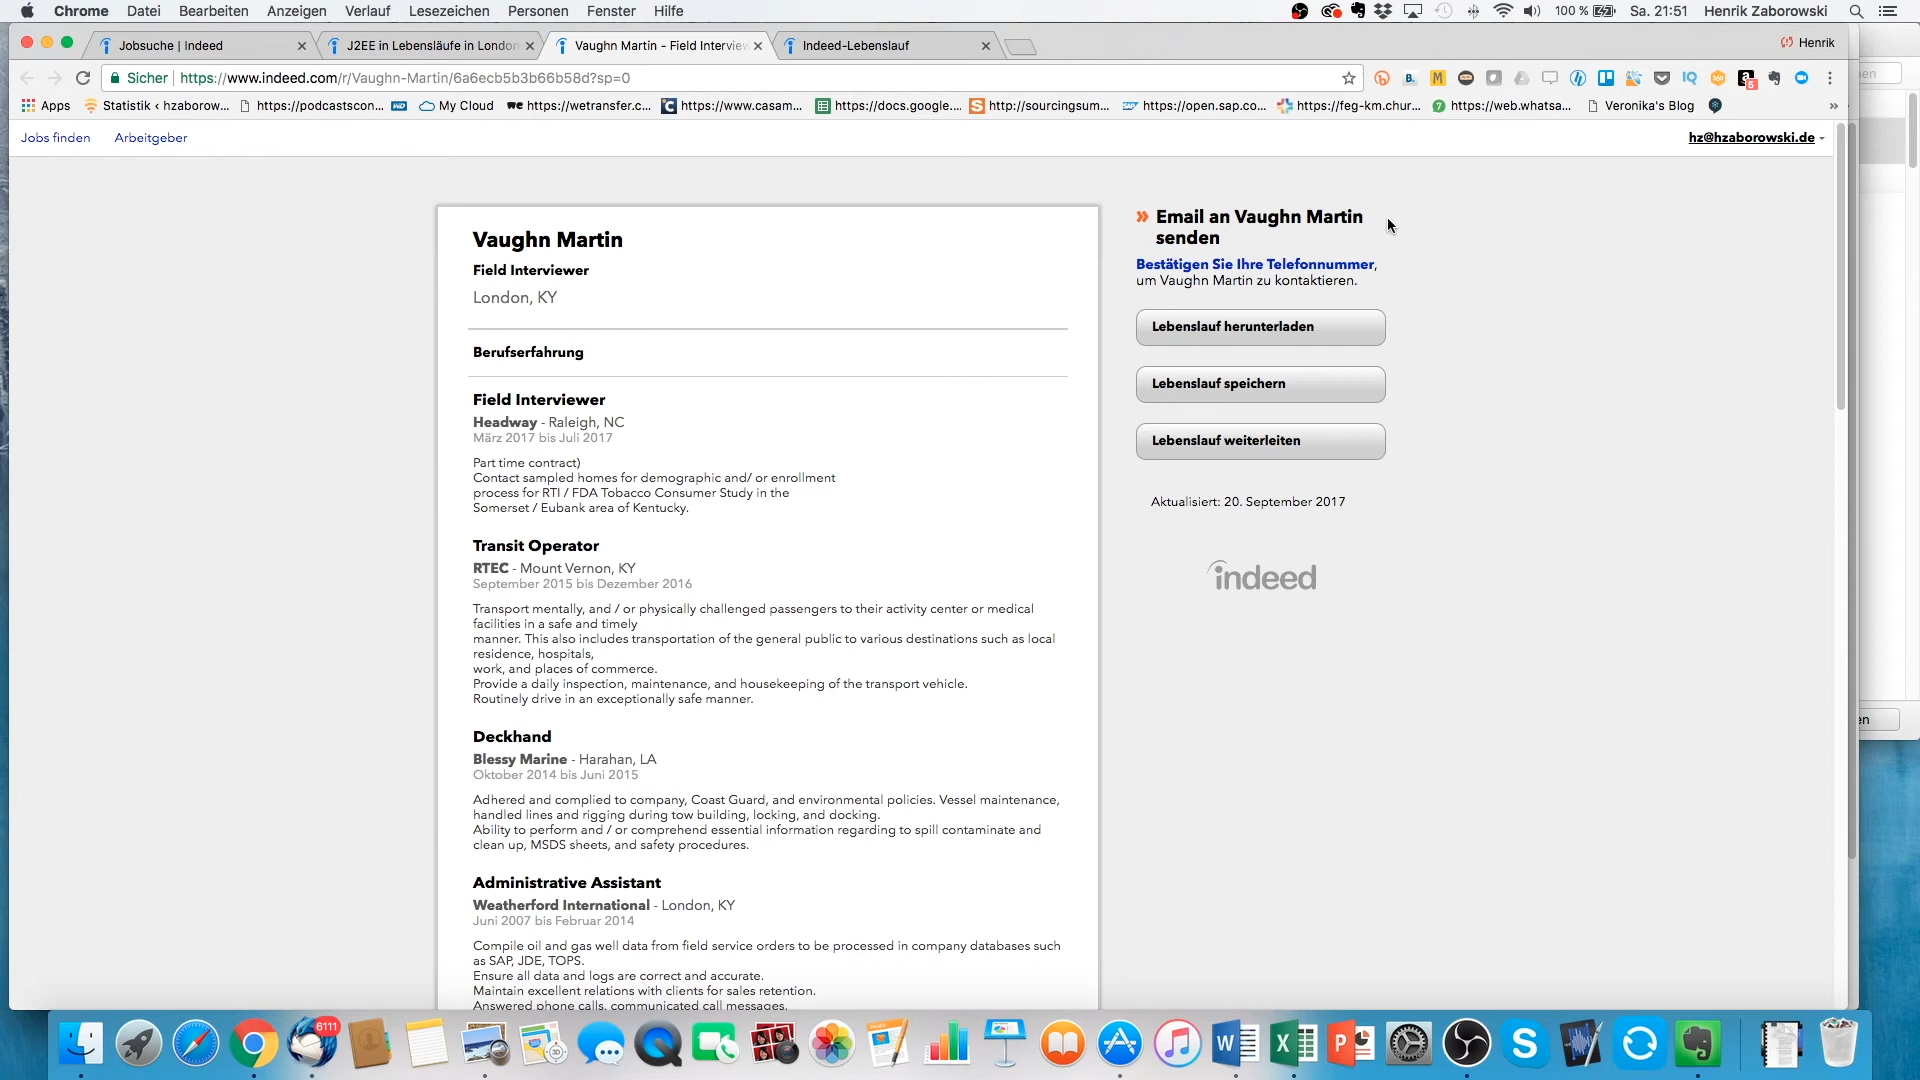 Chrome Datei Bearbeiten Anzeigen Verlauf Lesezeichen Personen Fenster Hilfe
100 % Sa. 21:51 Henrik Zaborowski
Jobsuche | Indeed
J2EE in Lebensläufe in London
Vaughn Martin - Field Interview
Indeed-Lebenslauf
Henrik
Sicher https://www.indeed.com/r/Vaughn-Martin/6a6ecb5b3b66b58d?sp=0
Apps
Statistik ‹ hzaborow...
https://podcastscon...
My Cloud
https://wetransfer.c...
https://www.casam...
https://docs.google....
http://sourcingsum...
https://open.sap.co...
https://feg-km.chur...
https://web.whatsa...
Veronika's Blog
Jobs finden
Arbeitgeber
hz@hzaborowski.de
Vaughn Martin
Field Interviewer
London, KY
Berufserfahrung
Field Interviewer
Headway - Raleigh, NC
März 2017 bis Juli 2017
Part time contract)
Contact sampled homes for demographic and/ or enrollment
process for RTI / FDA Tobacco Consumer Study in the
Somerset / Eubank area of Kentucky.
Transit Operator
RTEC - Mount Vernon, KY
September 2015 bis Dezember 2016
Transport mentally, and / or physically challenged passengers to their activity center or medical
facilities in a safe and timely
manner. This also includes transportation of the general public to various destinations such as local
residence, hospitals,
work, and places of commerce.
Provide a daily inspection, maintenance, and housekeeping of the transport vehicle.
Routinely drive in an exceptionally safe manner.
Deckhand
Blessy Marine - Harahan, LA
Oktober 2014 bis Juni 2015
Adhered and complied to company, Coast Guard, and environmental policies. Vessel maintenance,
handled lines and rigging during tow building, locking, and docking.
Ability to perform and / or comprehend essential information regarding to spill contaminate and
clean up, MSDS sheets, and safety procedures.
Administrative Assistant
Weatherford International - London, KY
Juni 2007 bis Februar 2014
Compile oil and gas well data from field service orders to be processed in company databases such
as SAP, JDE, TOPS.
Ensure all data and logs are correct and accurate.
Maintain excellent relations with clients for sales retention.
Answered phone calls, communicated call messages.
» Email an Vaughn Martin
senden
Bestätigen Sie Ihre Telefonnummer,
um Vaughn Martin zu kontaktieren.
Lebenslauf herunterladen
Lebenslauf speichern
Lebenslauf weiterleiten
Aktualisiert: 20. September 2017
indeed
en
6111